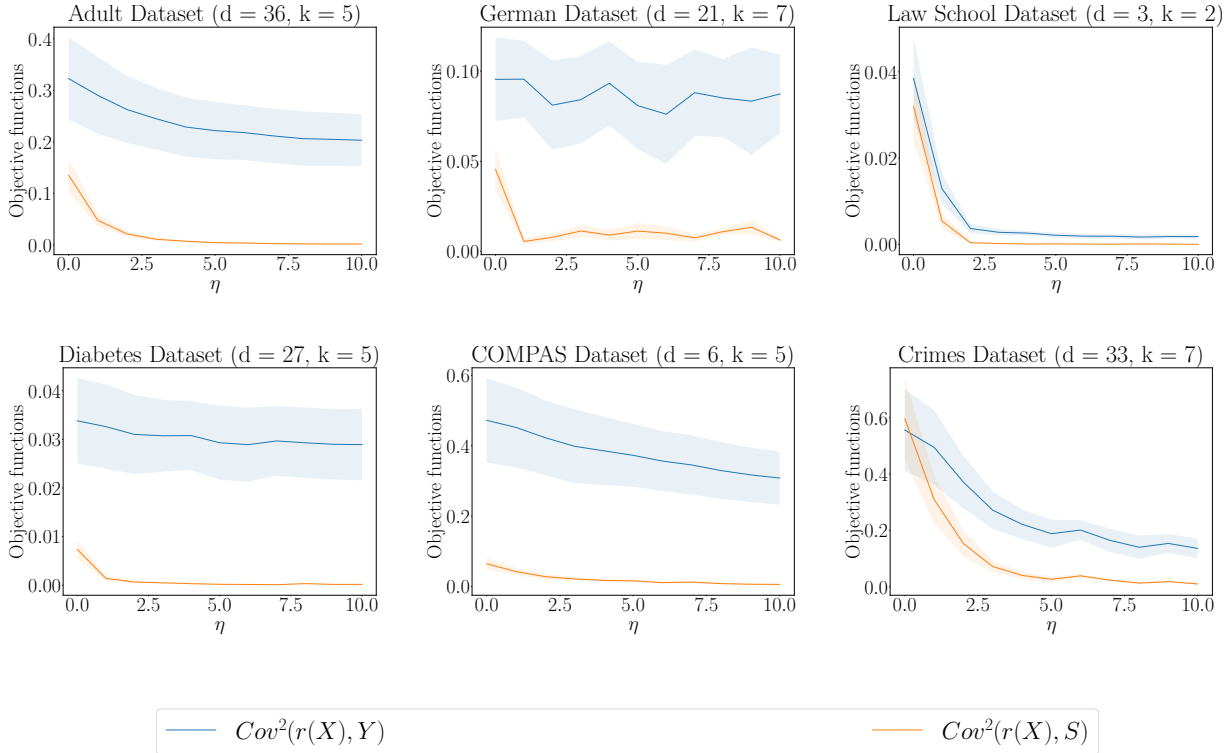 Adult Dataset (d = 36, k = 5)
Objective functions
0.4
0.3
0.2
0.1
0.0
0.0 2.5 5.0 7.5 10.0
η
German Dataset (d = 21, k = 7)
Objective functions
0.10
0.05
0.00
0.0 2.5 5.0 7.5 10.0
η
Law School Dataset (d = 3, k = 2)
Objective functions
0.04
0.02
0.00
0.0 2.5 5.0 7.5 10.0
η
Diabetes Dataset (d = 27, k = 5)
Objective functions
0.04
0.03
0.02
0.01
0.00
0.0 2.5 5.0 7.5 10.0
η
COMPAS Dataset (d = 6, k = 5)
Objective functions
0.6
0.4
0.2
0.0
0.0 2.5 5.0 7.5 10.0
η
Crimes Dataset (d = 33, k = 7)
Objective functions
0.6
0.4
0.2
0.0
0.0 2.5 5.0 7.5 10.0
η
Cov²(r(X), Y)
Cov²(r(X), S)